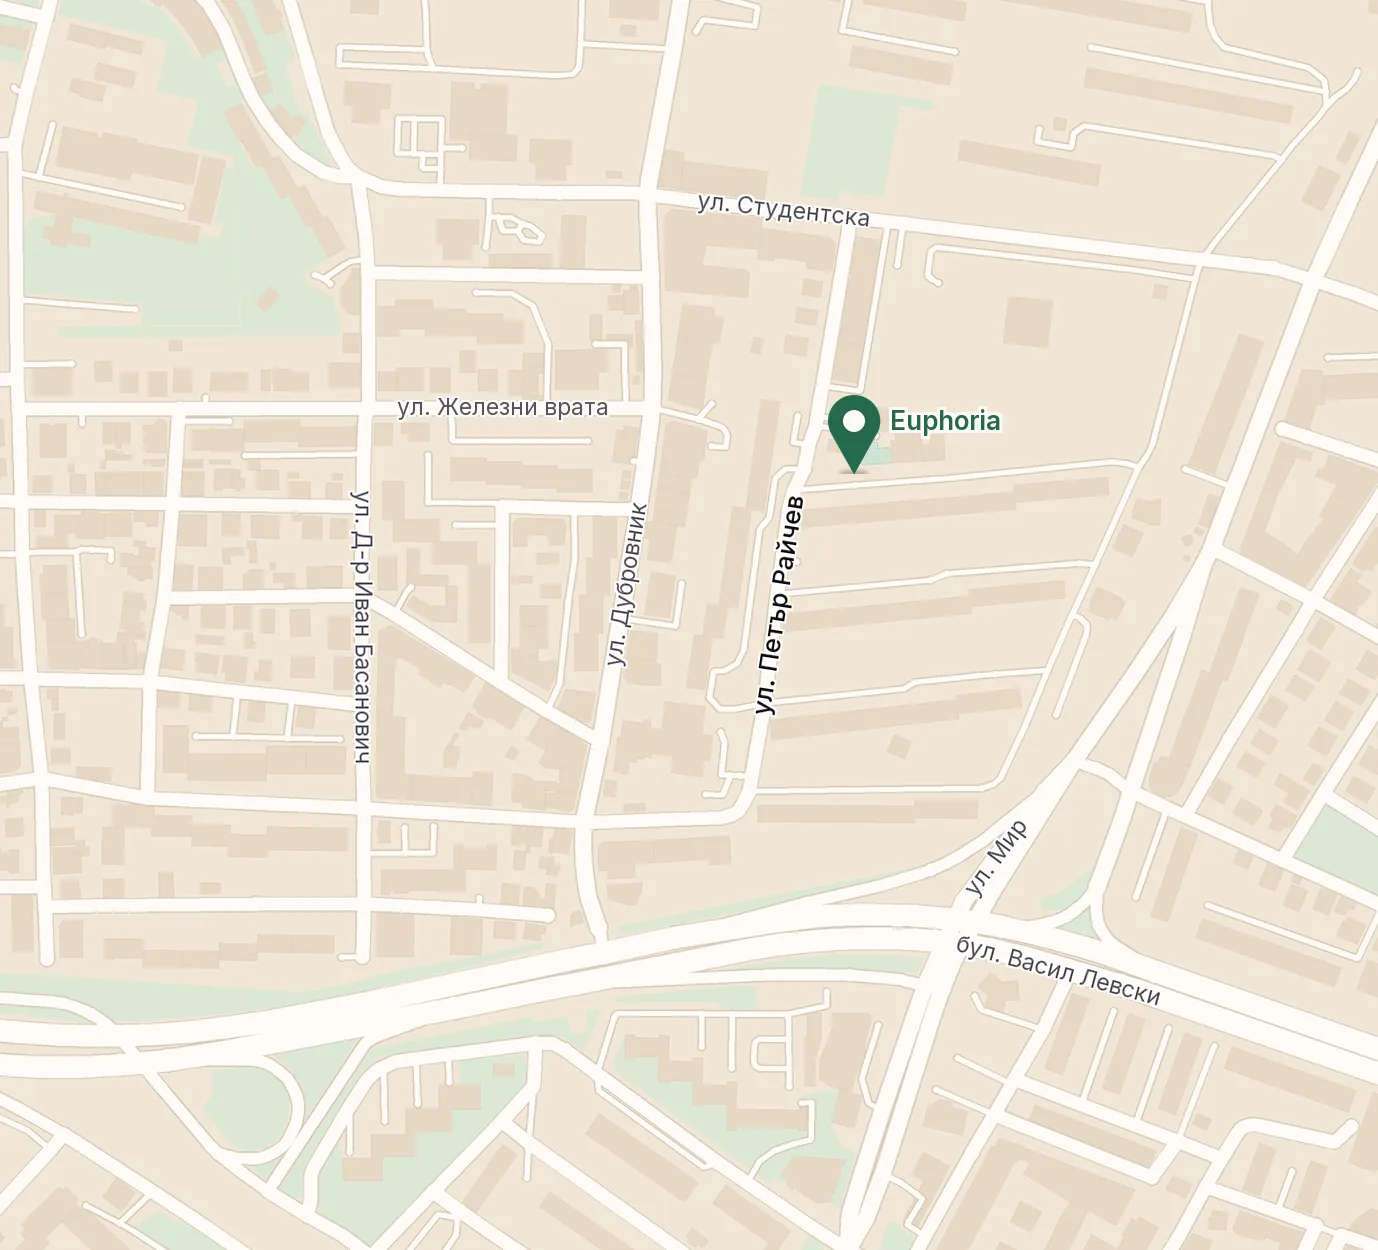 ул. Студентска
ул. Железни врата
Euphoria
ул. Д-р Иван Басанович
ул. Дубровник
ул. Петър Райчев
ул. Мир
бул. Васил Левски